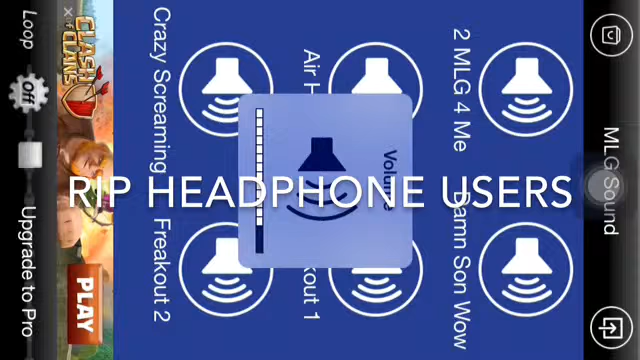 MLG Sound
2 MLG 4 Me
Damn Son Wow
Air
out 1
Crazy Screaming
Freakout 2
Volume
RIP HEADPHONE USERS
CLASH
OF
CLANS
PLAY
Loop
off
Upgrade to Pro